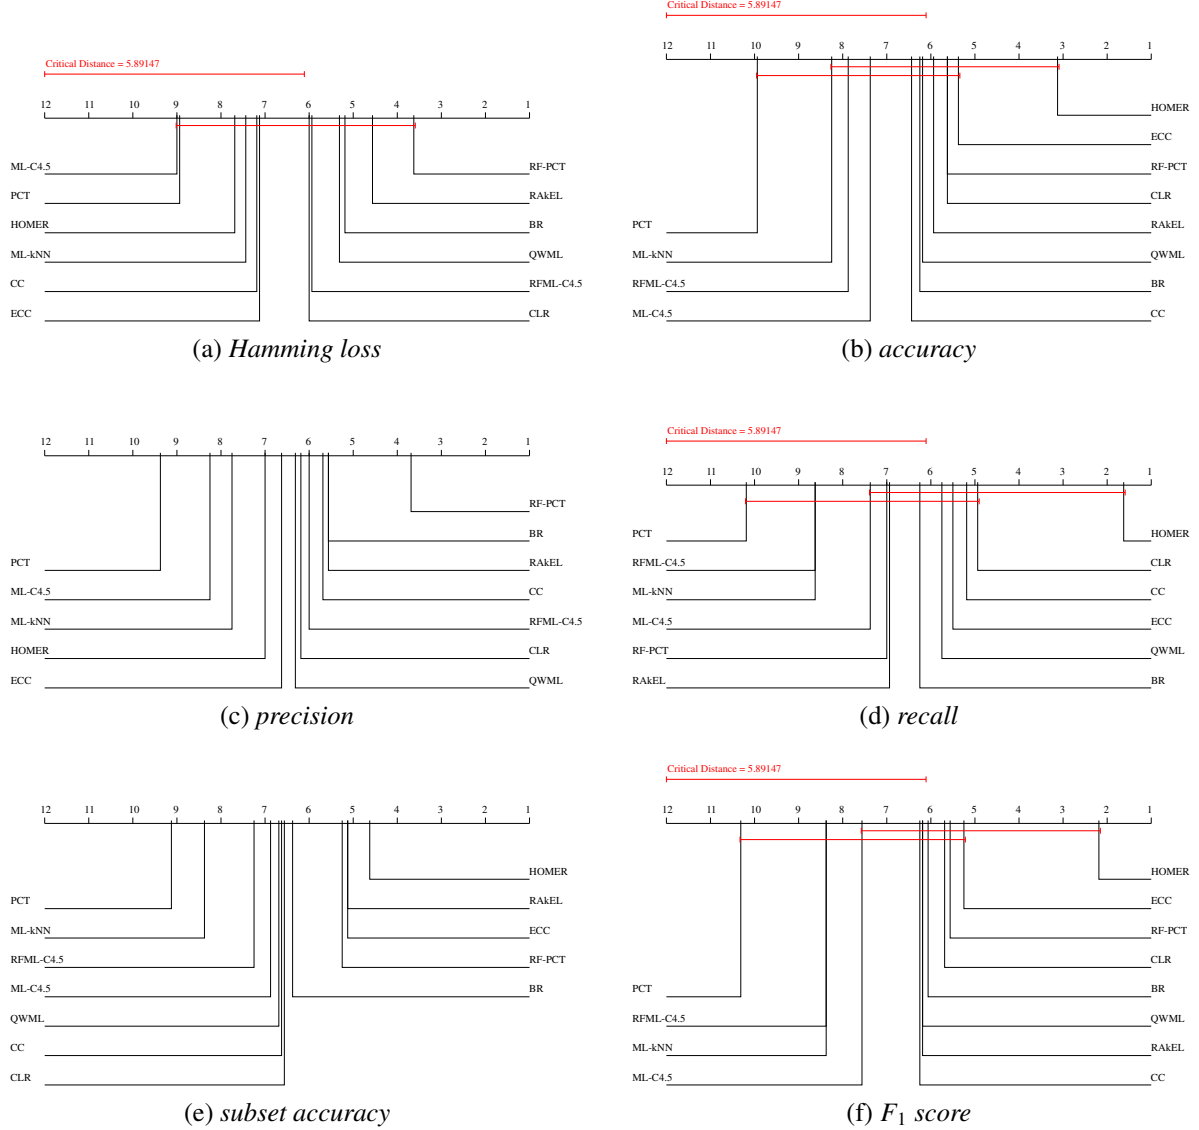 Critical Distance = 5.89147
12 11 10 9 8 7 6 5 4 3 2 1
ML-C4.5
PCT
HOMER
ML-kNN
CC
ECC
RF-PCT
RAkEL
BR
QWML
RFML-C4.5
CLR
(a) Hamming loss
Critical Distance = 5.89147
12 11 10 9 8 7 6 5 4 3 2 1
PCT
ML-kNN
RFML-C4.5
ML-C4.5
HOMER
ECC
RF-PCT
CLR
RAkEL
QWML
BR
CC
(b) accuracy
12 11 10 9 8 7 6 5 4 3 2 1
PCT
ML-C4.5
ML-kNN
HOMER
ECC
RF-PCT
BR
RAkEL
CC
RFML-C4.5
CLR
QWML
(c) precision
Critical Distance = 5.89147
12 11 10 9 8 7 6 5 4 3 2 1
PCT
RFML-C4.5
ML-kNN
ML-C4.5
RF-PCT
RAkEL
HOMER
CLR
CC
ECC
QWML
BR
(d) recall
12 11 10 9 8 7 6 5 4 3 2 1
PCT
ML-kNN
RFML-C4.5
ML-C4.5
QWML
CC
CLR
HOMER
RAkEL
ECC
RF-PCT
BR
(e) subset accuracy
Critical Distance = 5.89147
12 11 10 9 8 7 6 5 4 3 2 1
PCT
RFML-C4.5
ML-kNN
ML-C4.5
HOMER
ECC
RF-PCT
CLR
BR
QWML
RAkEL
CC
(f) F1 score